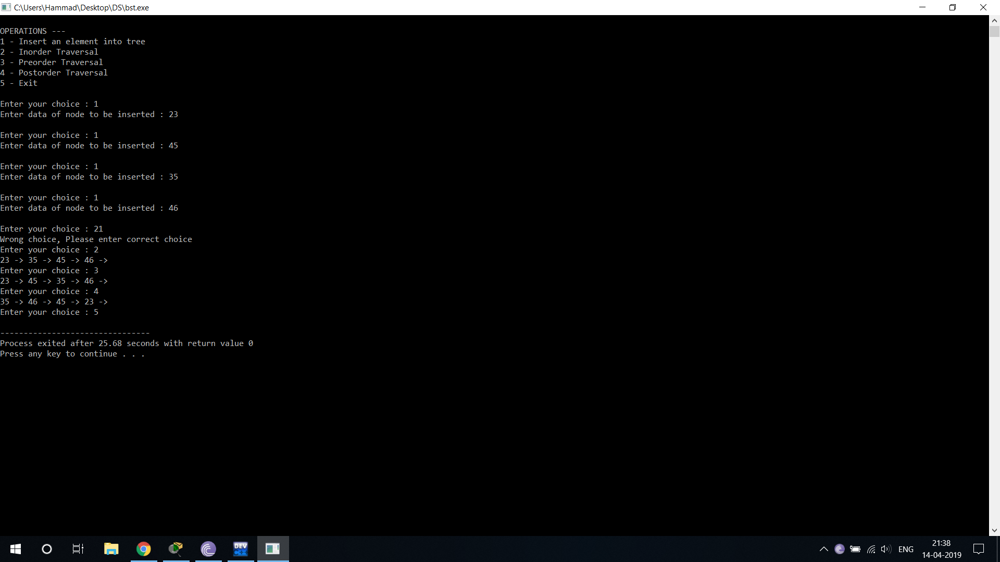 C:\Users\Hammad\Desktop\DS\bst.exe
OPERATIONS ---
1 - Insert an element into tree
2 - Inorder Traversal
3 - Preorder Traversal
4 - Postorder Traversal
5 - Exit
Enter your choice : 1
Enter data of node to be inserted : 23
Enter your choice : 1
Enter data of node to be inserted : 45
Enter your choice : 1
Enter data of node to be inserted : 35
Enter your choice : 1
Enter data of node to be inserted : 46
Enter your choice : 21
Wrong choice, Please enter correct choice
Enter your choice : 2
23 -> 35 -> 45 -> 46 ->
Enter your choice : 3
23 -> 45 -> 35 -> 46 ->
Enter your choice : 4
35 -> 46 -> 45 -> 23 ->
Enter your choice : 5
--------------------------------
Process exited after 25.68 seconds with return value 0
Press any key to continue . . .
DEV
C++
ENG
21:38
14-04-2019